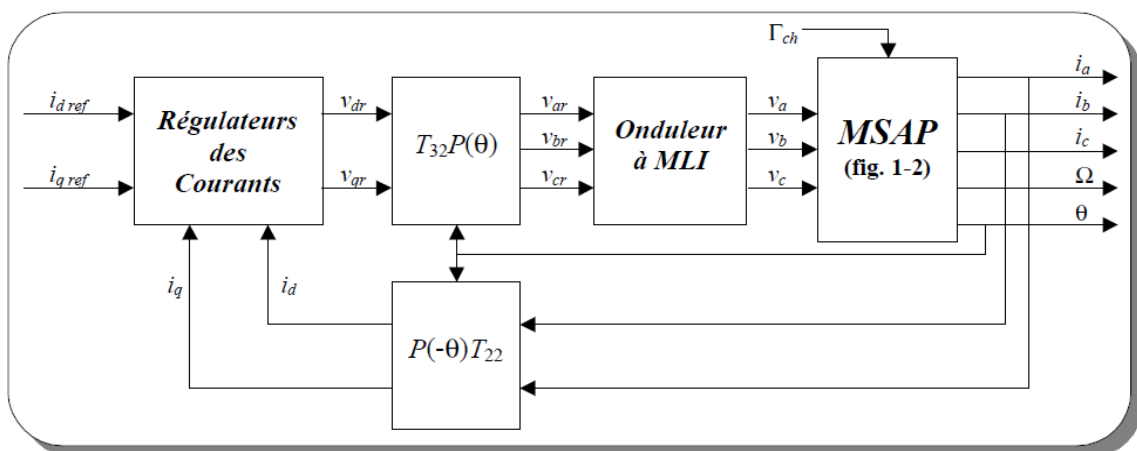 Γch
ia
id ref
vdr
var
va
ib
Régulateurs
des
Courants
T32P(θ)
vbr
Onduleur
à MLI
vb
MSAP
(fig. 1-2)
ic
iq ref
vqr
vcr
vc
Ω
θ
iq
id
P(-θ)T22